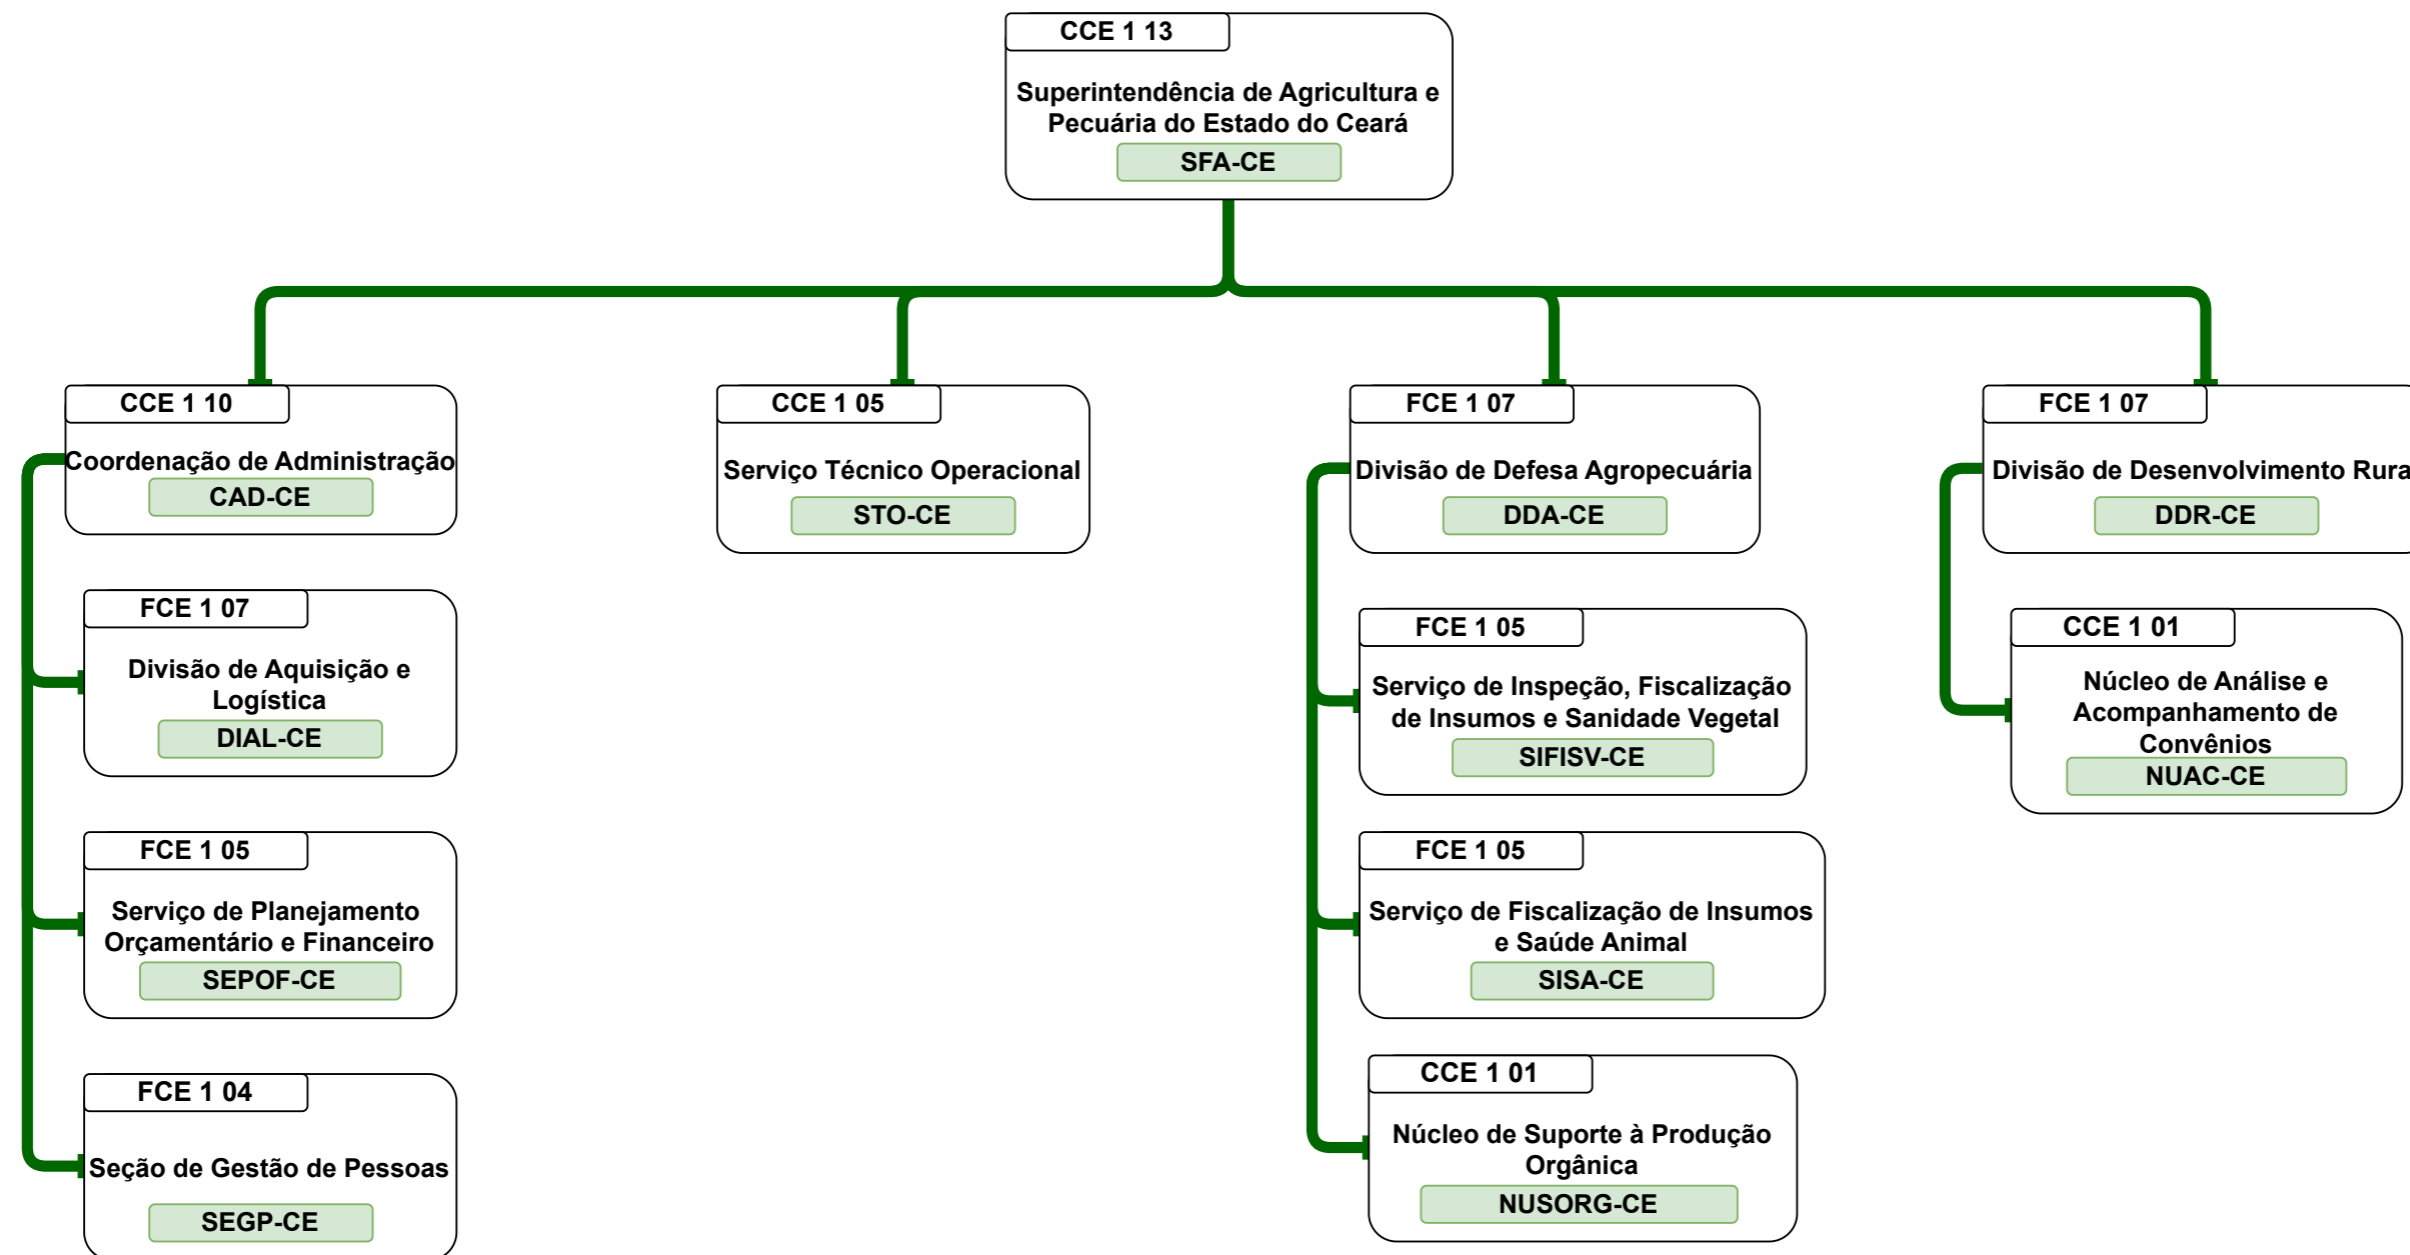 CCE 1 13
Superintendência de Agricultura e
Pecuária do Estado do Ceará
SFA-CE
CCE 1 10
Coordenação de Administração
CAD-CE
FCE 1 07
Divisão de Aquisição e
Logística
DIAL-CE
FCE 1 05
Serviço de Planejamento
Orçamentário e Financeiro
SEPOF-CE
FCE 1 04
Seção de Gestão de Pessoas
SEGP-CE
CCE 1 05
Serviço Técnico Operacional
STO-CE
FCE 1 07
Divisão de Defesa Agropecuária
DDA-CE
FCE 1 05
Serviço de Inspeção, Fiscalização
de Insumos e Sanidade Vegetal
SIFISV-CE
FCE 1 05
Serviço de Fiscalização de Insumos
e Saúde Animal
SISA-CE
CCE 1 01
Núcleo de Suporte à Produção
Orgânica
NUSORG-CE
FCE 1 07
Divisão de Desenvolvimento Rura
DDR-CE
CCE 1 01
Núcleo de Análise e
Acompanhamento de
Convênios
NUAC-CE